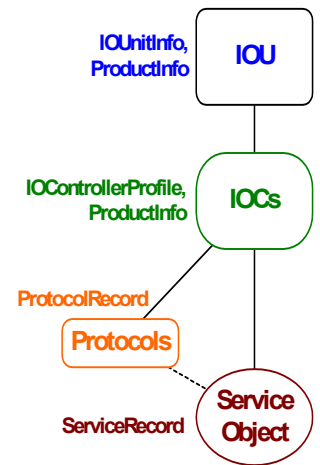 IOUnitInfo,
ProductInfo
IOU
IOControllerProfile,
ProductInfo
IOCs
ProtocolRecord
Protocols
Service
Object
ServiceRecord